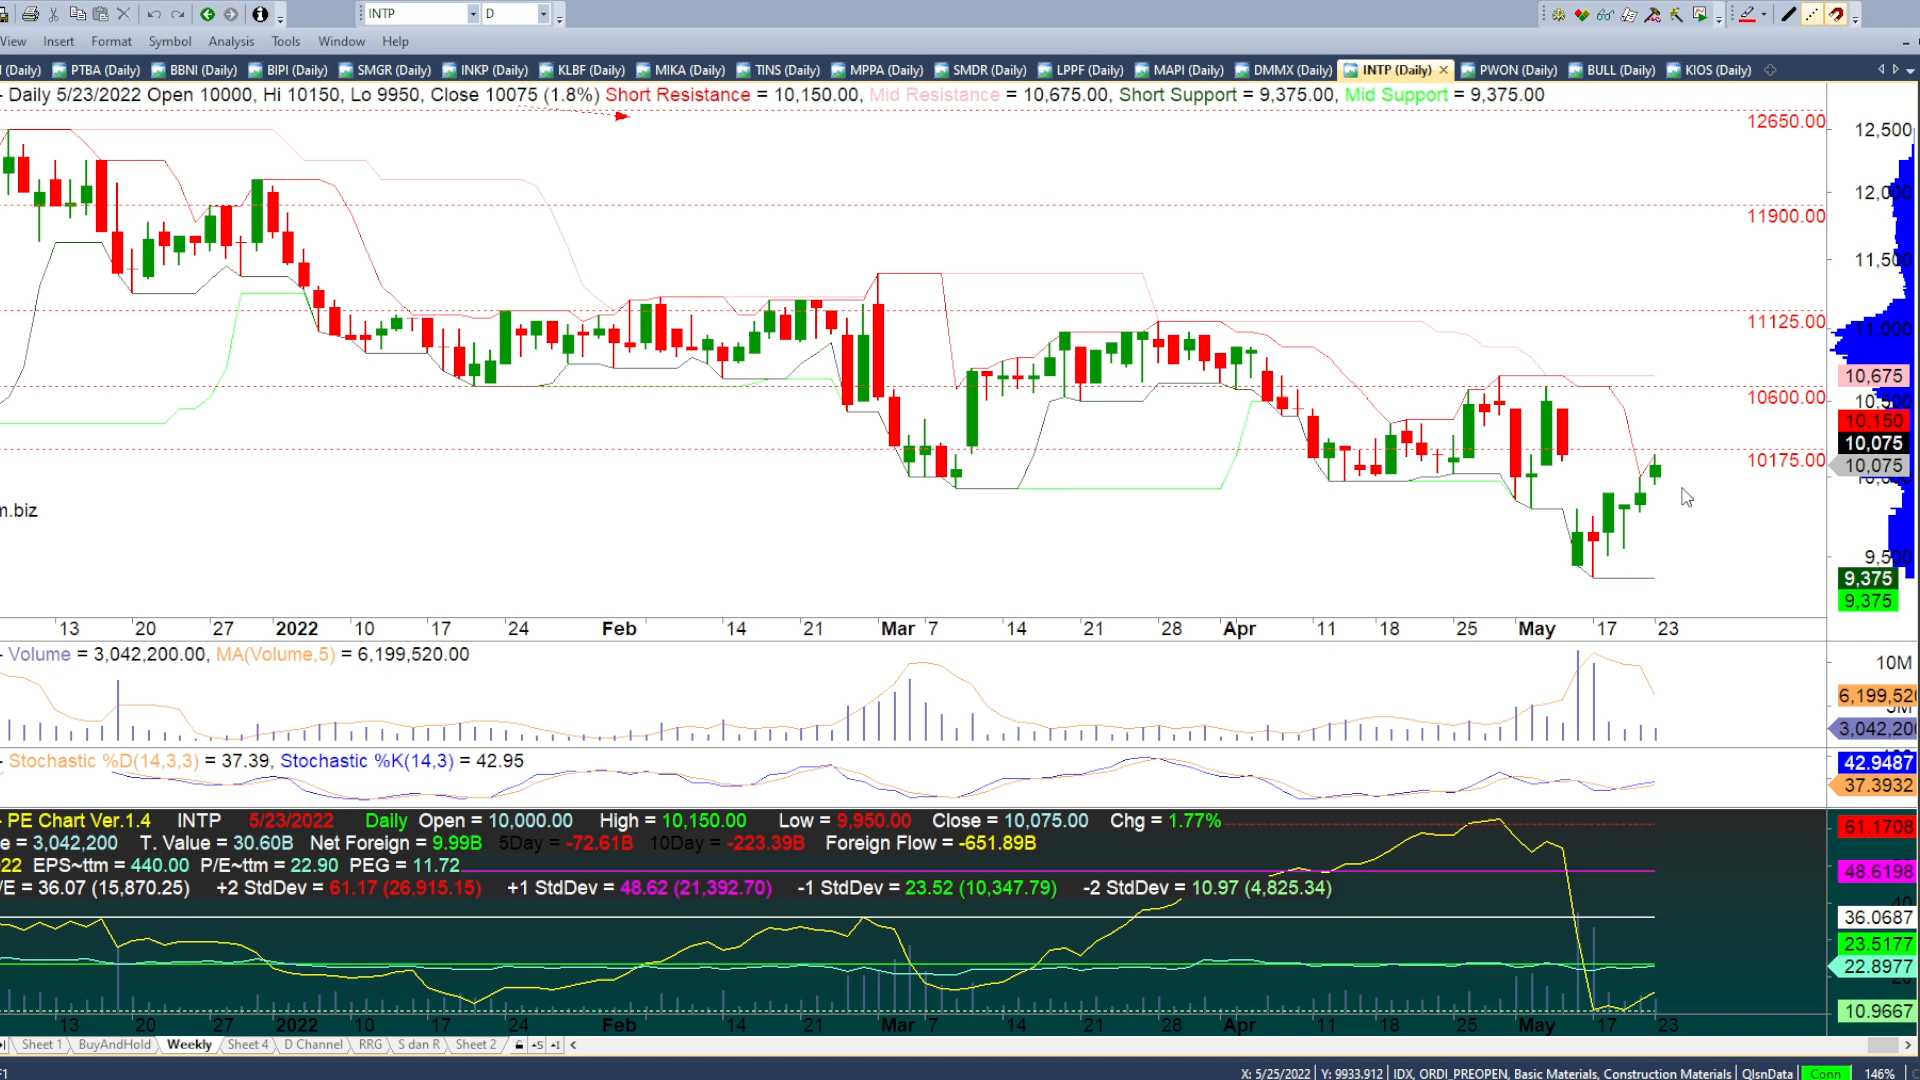 INTP D
View Insert Format Symbol Analysis Tools Window Help
(Daily) PTBA (Daily) BBNI (Daily) BIPI (Daily) SMGR (Daily) INKP (Daily) KLBF (Daily) MIKA (Daily) TINS (Daily) MPPA (Daily) SMDR (Daily) LPPF (Daily) MAPI (Daily) DMMX (Daily) INTP (Daily) PWON (Daily) BULL (Daily) KIOS (Daily)
- Daily 5/23/2022 Open 10000, Hi 10150, Lo 9950, Close 10075 (1.8%) Short Resistance = 10,150.00, Mid Resistance = 10,675.00, Short Support = 9,375.00, Mid Support = 9,375.00
12650.00
12,500
12,000
11900.00
11,500
11125.00
11,000
10,675
10600.00
10,500
10,150
10,075
10175.00
10,075
m.biz
9,500
9,375
9,375
13 20 27 2022 10 17 24 Feb 14 21 Mar 7 14 21 28 Apr 11 18 25 May 17 23
- Volume = 3,042,200.00, MA(Volume,5) = 6,199,520.00
10M
6,199,520
5M
3,042,200
- Stochastic %D(14,3,3) = 37.39, Stochastic %K(14,3) = 42.95
42.9487
37.3932
- PE Chart Ver.1.4 INTP 5/23/2022 Daily Open = 10,000.00 High = 10,150.00 Low = 9,950.00 Close = 10,075.00 Chg = 1.77%
e = 3,042,200 T. Value = 30.60B Net Foreign = 9.99B 5Day = -72.61B 10Day = -223.39B Foreign Flow = -651.89B
22 EPS~ttm = 440.00 P/E~ttm = 22.90 PEG = 11.72
/E = 36.07 (15,870.25) +2 StdDev = 61.17 (26,915.15) +1 StdDev = 48.62 (21,392.70) -1 StdDev = 23.52 (10,347.79) -2 StdDev = 10.97 (4,825.34)
61.1708
48.6198
36.0687
23.5177
22.8977
10.9667
13 20 27 2022 10 17 24 Feb 14 21 Mar 7 14 21 28 Apr 11 18 25 May 17 23
Sheet 1 BuyAndHold Weekly Sheet 4 D Channel RRG S dan R Sheet 2
F1 X: 5/25/2022 Y: 9933.912 IDX, ORDI_PREOPEN, Basic Materials, Construction Materials QlsnData Conn 146%